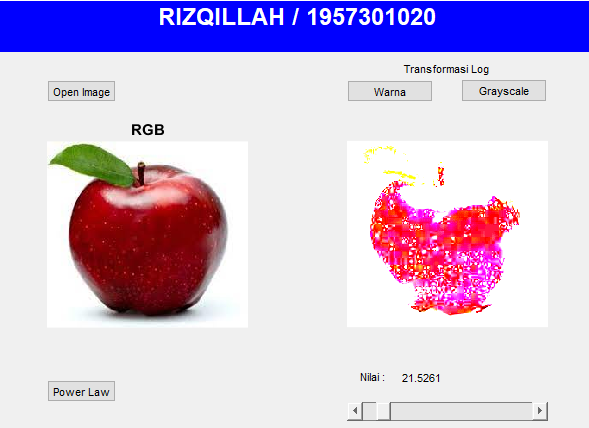 RIZQILLAH / 1957301020
Transformasi Log
Open Image
Warna
Grayscale
RGB
Nilai :
21.5261
Power Law